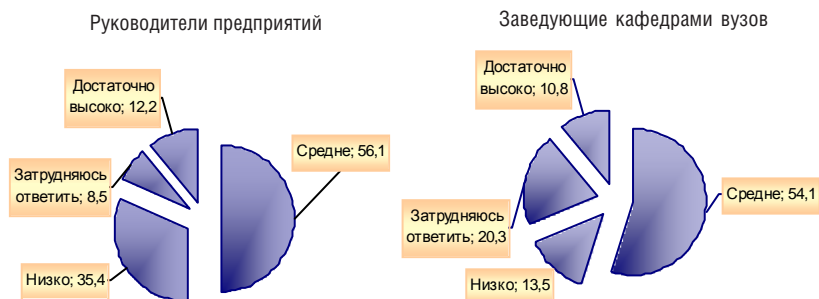 Руководители предприятий
Достаточно
высоко; 12,2
Средне; 56,1
Затрудняюсь
ответить; 8,5
Низко; 35,4
Заведующие кафедрами вузов
Достаточно
высоко; 10,8
Средне; 54,1
Затрудняюсь
ответить; 20,3
Низко; 13,5